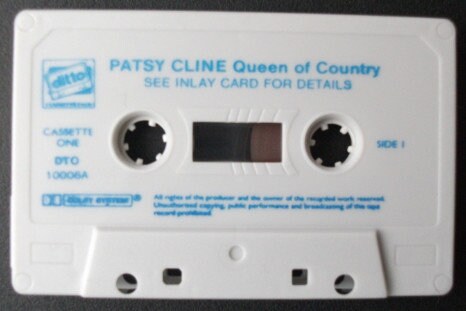 PATSY CLINE Queen of Country
SEE INLAY CARD FOR DETAILS
ditto
CASSETTE
ONE
SIDE 1
DTO
10006A
DOLBY SYSTEM®
All rights of the producer and the owner of the recorded work reserved.
Unauthorised copying, public performance and broadcasting of this tape
record prohibited.